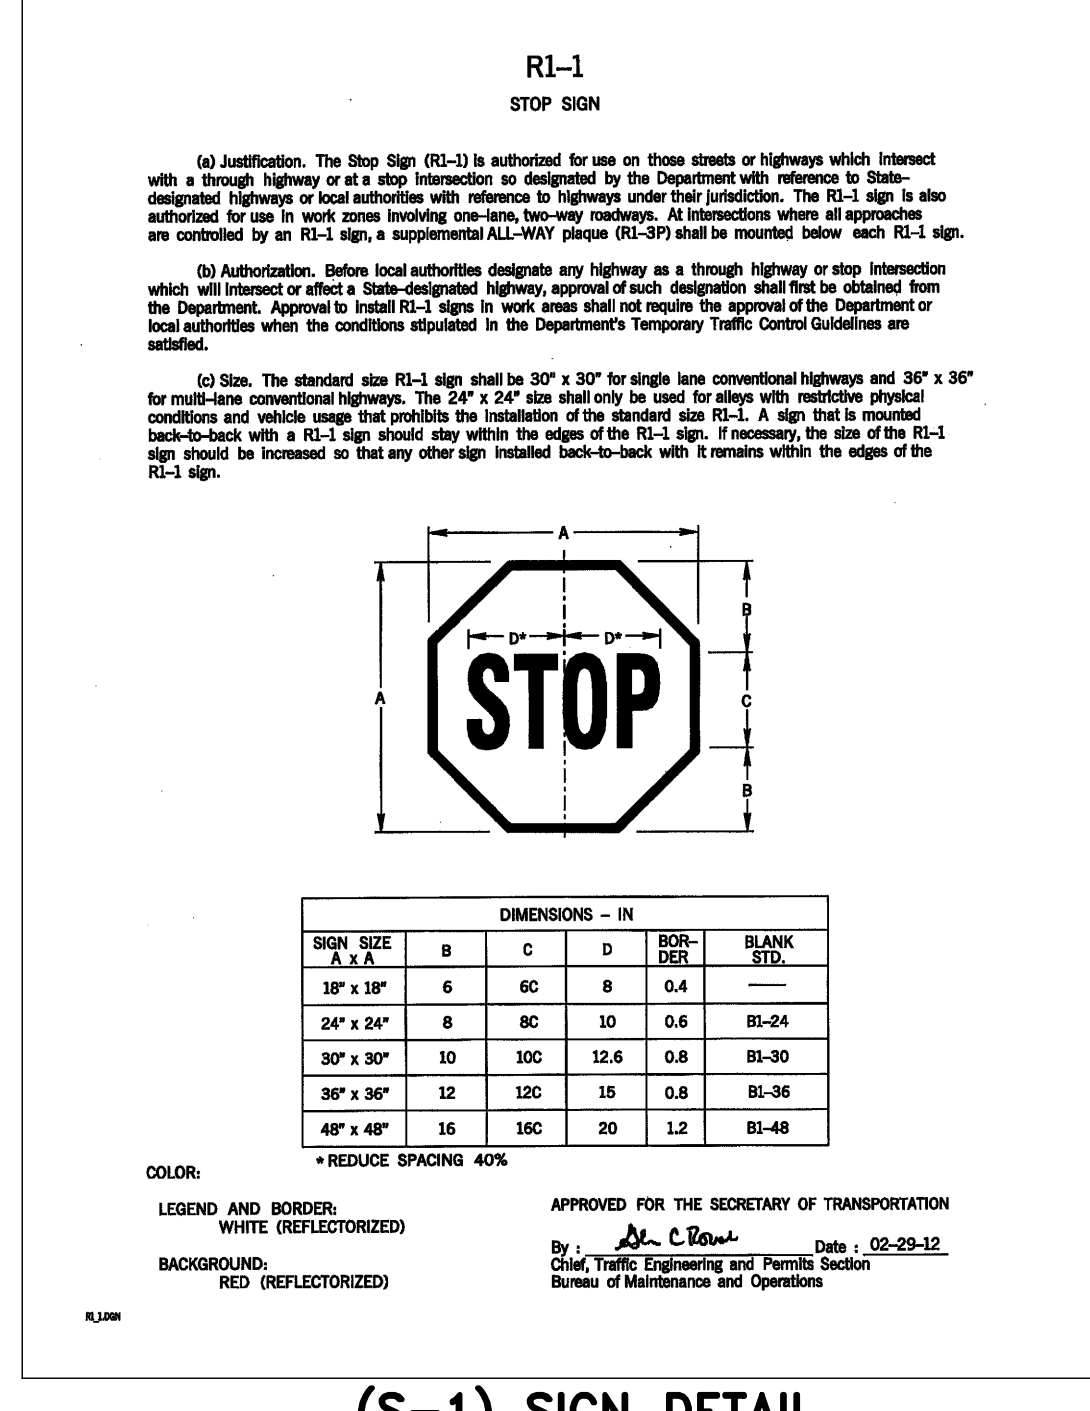 R1–1
STOP SIGN
(a) Justification. The Stop Sign (R1–1) is authorized for use on those streets or highways which intersect
with a through highway or at a stop intersection so designated by the Department with reference to State–
designated highways or local authorities with reference to highways under their jurisdiction. The R1–1 sign is also
authorized for use in work zones involving one–lane, two–way roadways. At intersections where all approaches
are controlled by an R1–1 sign, a supplemental ALL–WAY plaque (R1–3P) shall be mounted below each R1–1 sign.
(b) Authorization. Before local authorities designate any highway as a through highway or stop intersection
which will intersect or affect a State–designated highway, approval of such designation shall first be obtained from
the Department. Approval to install R1–1 signs in work areas shall not require the approval of the Department or
local authorities when the conditions stipulated in the Department's Temporary Traffic Control Guidelines are
satisfied.
(c) Size. The standard size R1–1 sign shall be 30" x 30" for single lane conventional highways and 36" x 36"
for multi–lane conventional highways. The 24" x 24" size shall only be used for alleys with restrictive physical
conditions and vehicle usage that prohibits the installation of the standard size R1–1. A sign that is mounted
back–to–back with a R1–1 sign should stay within the edges of the R1–1 sign. If necessary, the size of the R1–1
sign should be increased so that any other sign installed back–to–back with it remains within the edges of the
R1–1 sign.
A
B
D* D*
STOP
A
C
B
DIMENSIONS – IN
SIGN SIZE A x A B C D BOR–DER BLANK STD.
18" x 18" 6 6C 8 0.4 ——
24" x 24" 8 8C 10 0.6 B1–24
30" x 30" 10 10C 12.6 0.8 B1–30
36" x 36" 12 12C 15 0.8 B1–36
48" x 48" 16 16C 20 1.2 B1–48
* REDUCE SPACING 40%
COLOR:
LEGEND AND BORDER:
WHITE (REFLECTORIZED)
BACKGROUND:
RED (REFLECTORIZED)
APPROVED FOR THE SECRETARY OF TRANSPORTATION
By : Date : 02–29–12
Chief, Traffic Engineering and Permits Section
Bureau of Maintenance and Operations
R1_1.DGN
(S–1) SIGN DETAIL